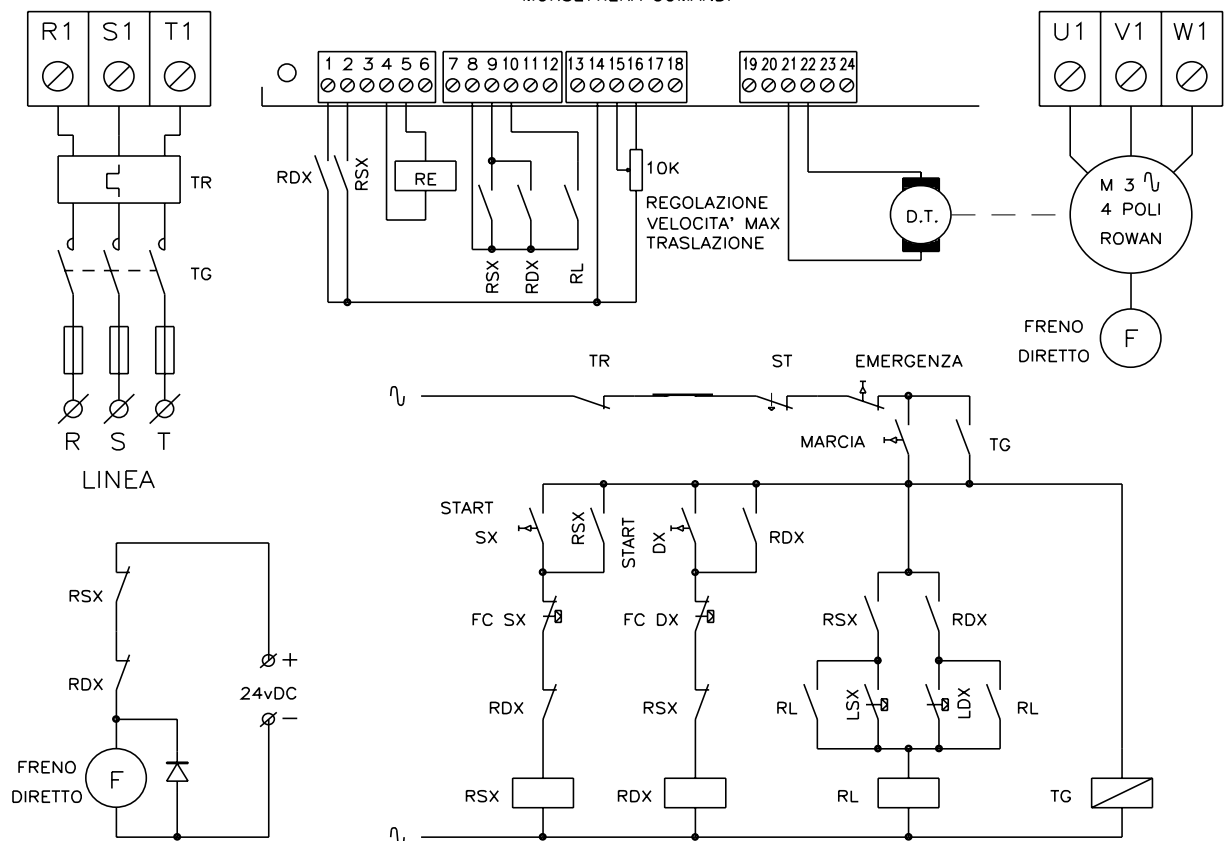 R1 S1 T1
1 2 3 4 5 6 7 8 9 10 11 12 13 14 15 16 17 18 19 20 21 22 23 24
U1 V1 W1
TR
RDX
RSX
RE
10K
REGOLAZIONE
VELOCITA' MAX
TRASLAZIONE
D.T.
M 3
4 POLI
ROWAN
TG
RSX
RDX
RL
FRENO
DIRETTO
F
R S T
LINEA
TR
ST
EMERGENZA
MARCIA
TG
START
SX
RSX
START
DX
RDX
RSX
RDX
24vDC
+
−
FRENO
DIRETTO
F
FC SX
FC DX
RSX
RDX
RDX
RSX
RL
LSX
LDX
RL
RSX
RDX
RL
TG